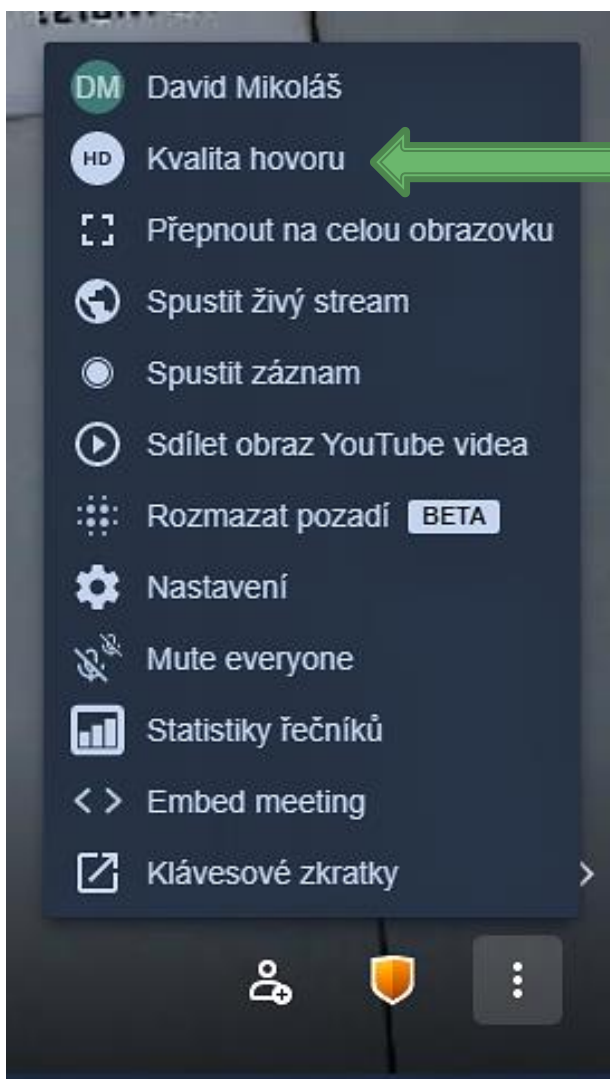 DM David Mikoláš
HD Kvalita hovoru
Přepnout na celou obrazovku
Spustit živý stream
Spustit záznam
Sdílet obraz YouTube videa
Rozmazat pozadí BETA
Nastavení
Mute everyone
Statistiky řečníků
Embed meeting
Klávesové zkratky